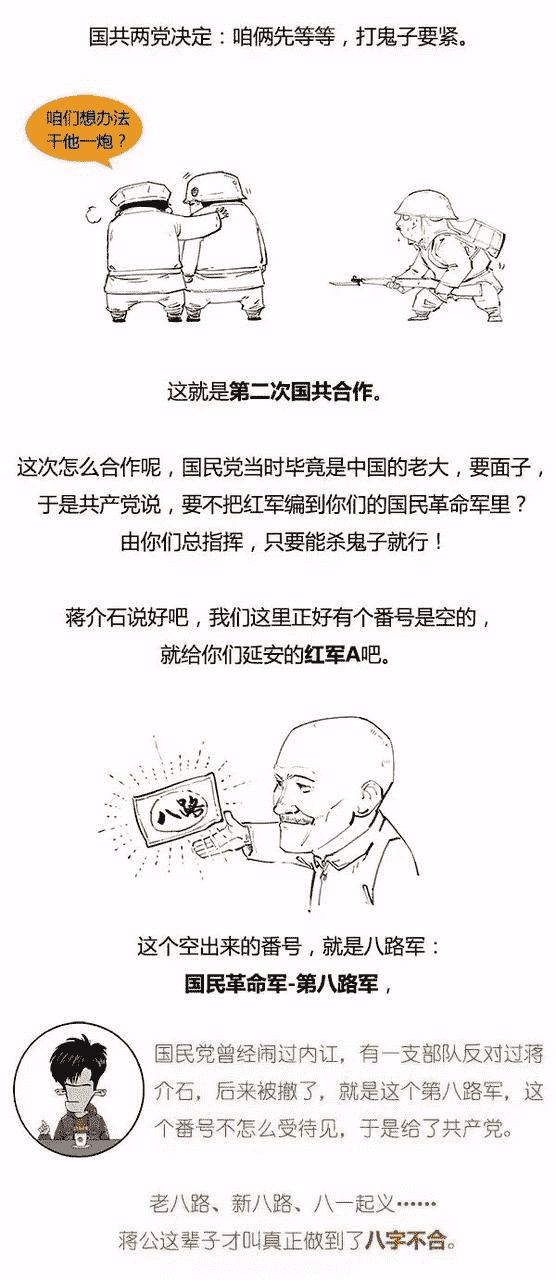 国共两党决定：咱俩先等等，打鬼子要紧。
咱们想办法
干他一炮？
这就是第二次国共合作。
这次怎么合作呢，国民党当时毕竟是中国的老大，要面子，
于是共产党说，要不把红军编到你们的国民革命军里？
由你们总指挥，只要能杀鬼子就行！
蒋介石说好吧，我们这里正好有个番号是空的，
就给你们延安的红军A吧。
八路
这个空出来的番号，就是八路军：
国民革命军-第八路军，
国民党曾经闹过内讧，有一支部队反对过蒋
介石，后来被撤了，就是这个第八路军，这
个番号不怎么受待见，于是给了共产党。
老八路、新八路、八一起义……
蒋公这辈子才叫真正做到了八字不合。